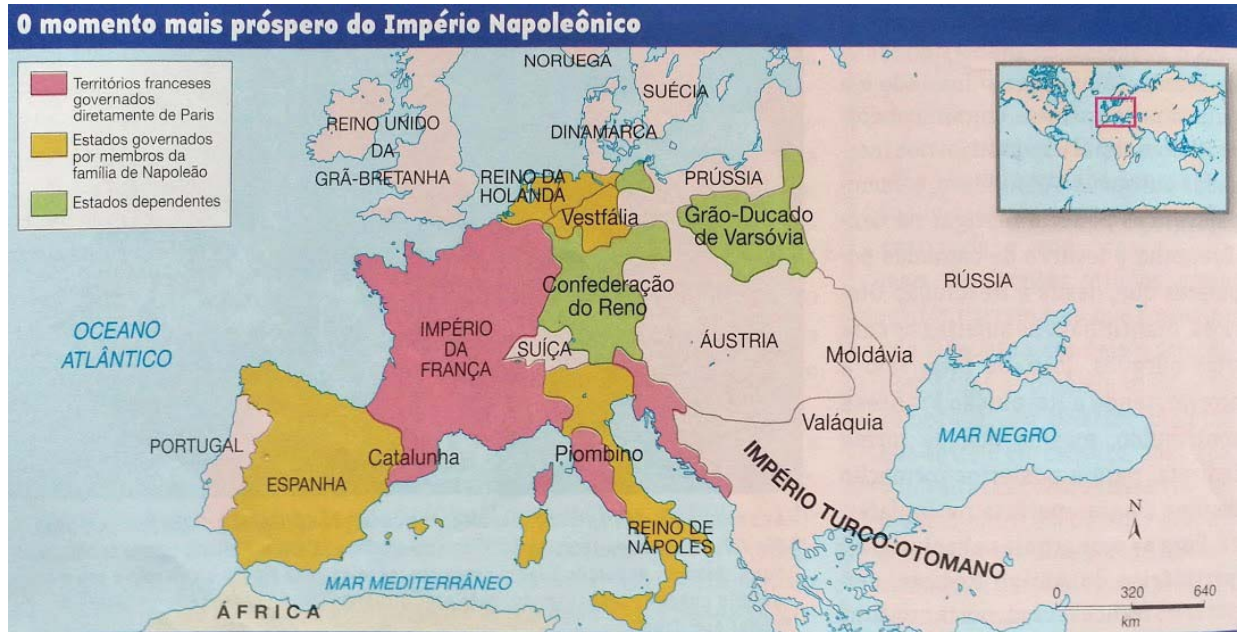 O momento mais próspero do Império Napoleônico
Territórios franceses
governados
diretamente de Paris
Estados governados
por membros da
família de Napoleão
Estados dependentes
NORUEGA
SUÉCIA
DINAMARCA
REINO UNIDO
DA
GRÃ-BRETANHA
REINO DA
HOLANDA
Vestfália
PRÚSSIA
Grão-Ducado
de Varsóvia
Confederação
do Reno
RÚSSIA
OCEANO
ATLÂNTICO
IMPÉRIO
DA
FRANÇA
SUÍÇA
ÁUSTRIA
Moldávia
Valáquia
MAR NEGRO
PORTUGAL
ESPANHA
Catalunha
Piombino
IMPÉRIO TURCO-OTOMANO
REINO DE
NÁPOLES
MAR MEDITERRÂNEO
ÁFRICA
N
0 320 640
km